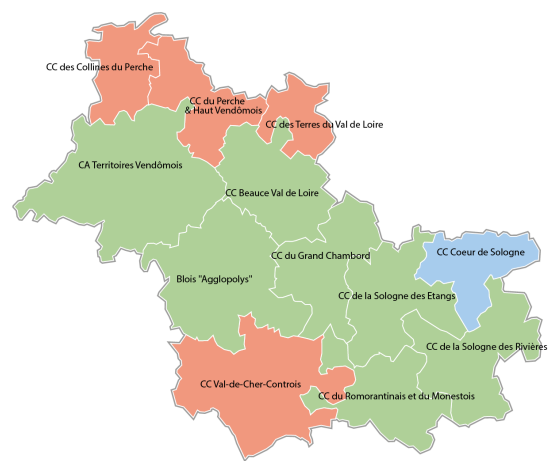 CC des Collines du Perche
CC du Perche
& Haut Vendômois
CC des Terres du Val de Loire
CA Territoires Vendômois
CC Beauce Val de Loire
CC Coeur de Sologne
CC du Grand Chambord
Blois "Agglopolys"
CC de la Sologne des Etangs
CC de la Sologne des Rivières
CC Val-de-Cher-Controis
CC du Romorantinais et du Monestois